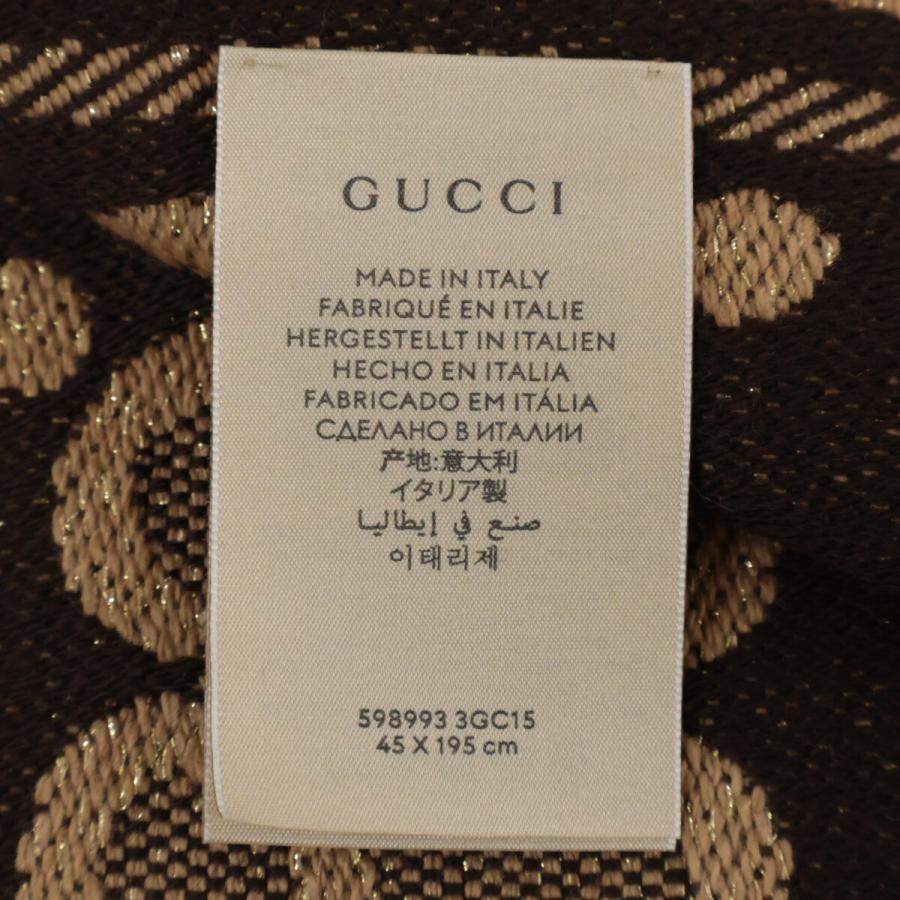 GUCCI
MADE IN ITALY
FABRIQUÉ EN ITALIE
HERGESTELLT IN ITALIEN
HECHO EN ITALIA
FABRICADO EM ITÁLIA
СДЕЛАНО В ИТАЛИИ
产地:意大利
イタリア製
صنع في إيطاليا
이태리제
598993 3GC15
45 X 195 cm